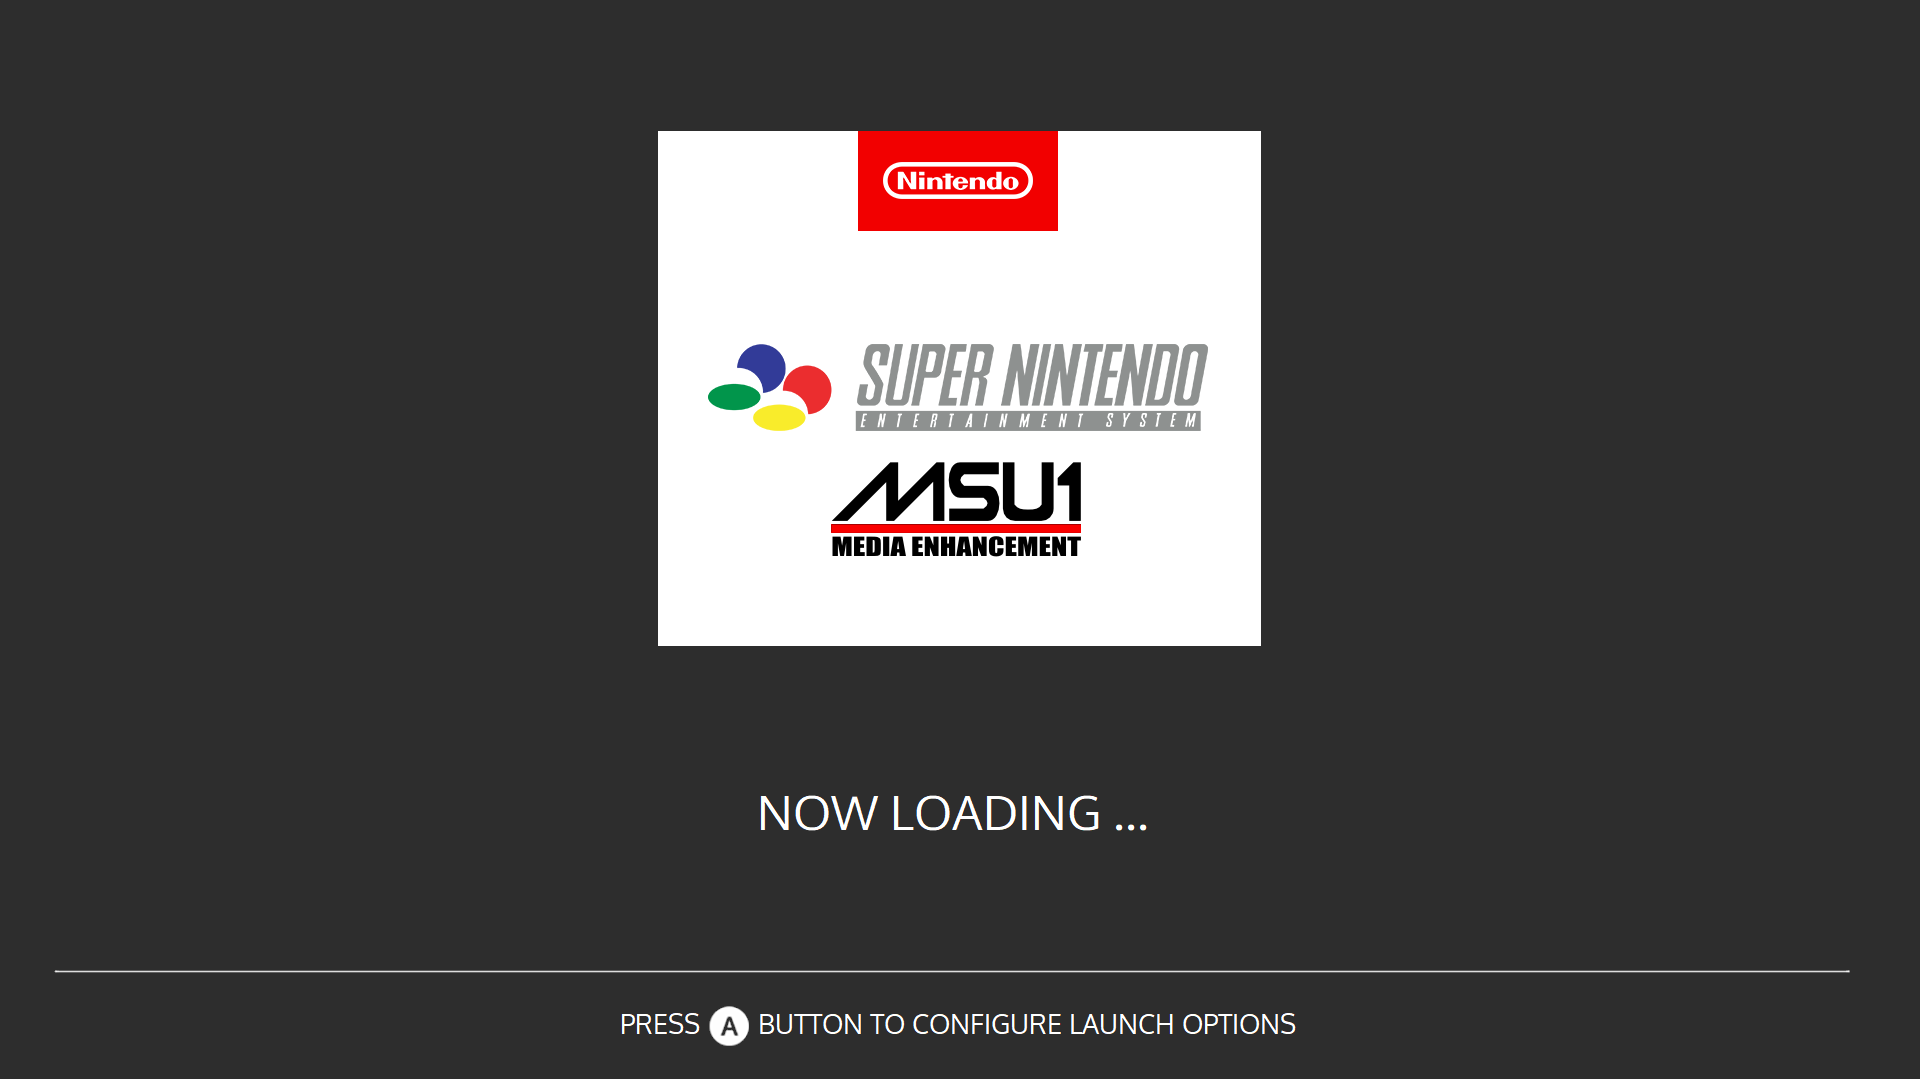 Nintendo
SUPER NINTENDO
ENTERTAINMENT SYSTEM
MSU1
MEDIA ENHANCEMENT
NOW LOADING ...
PRESS A BUTTON TO CONFIGURE LAUNCH OPTIONS